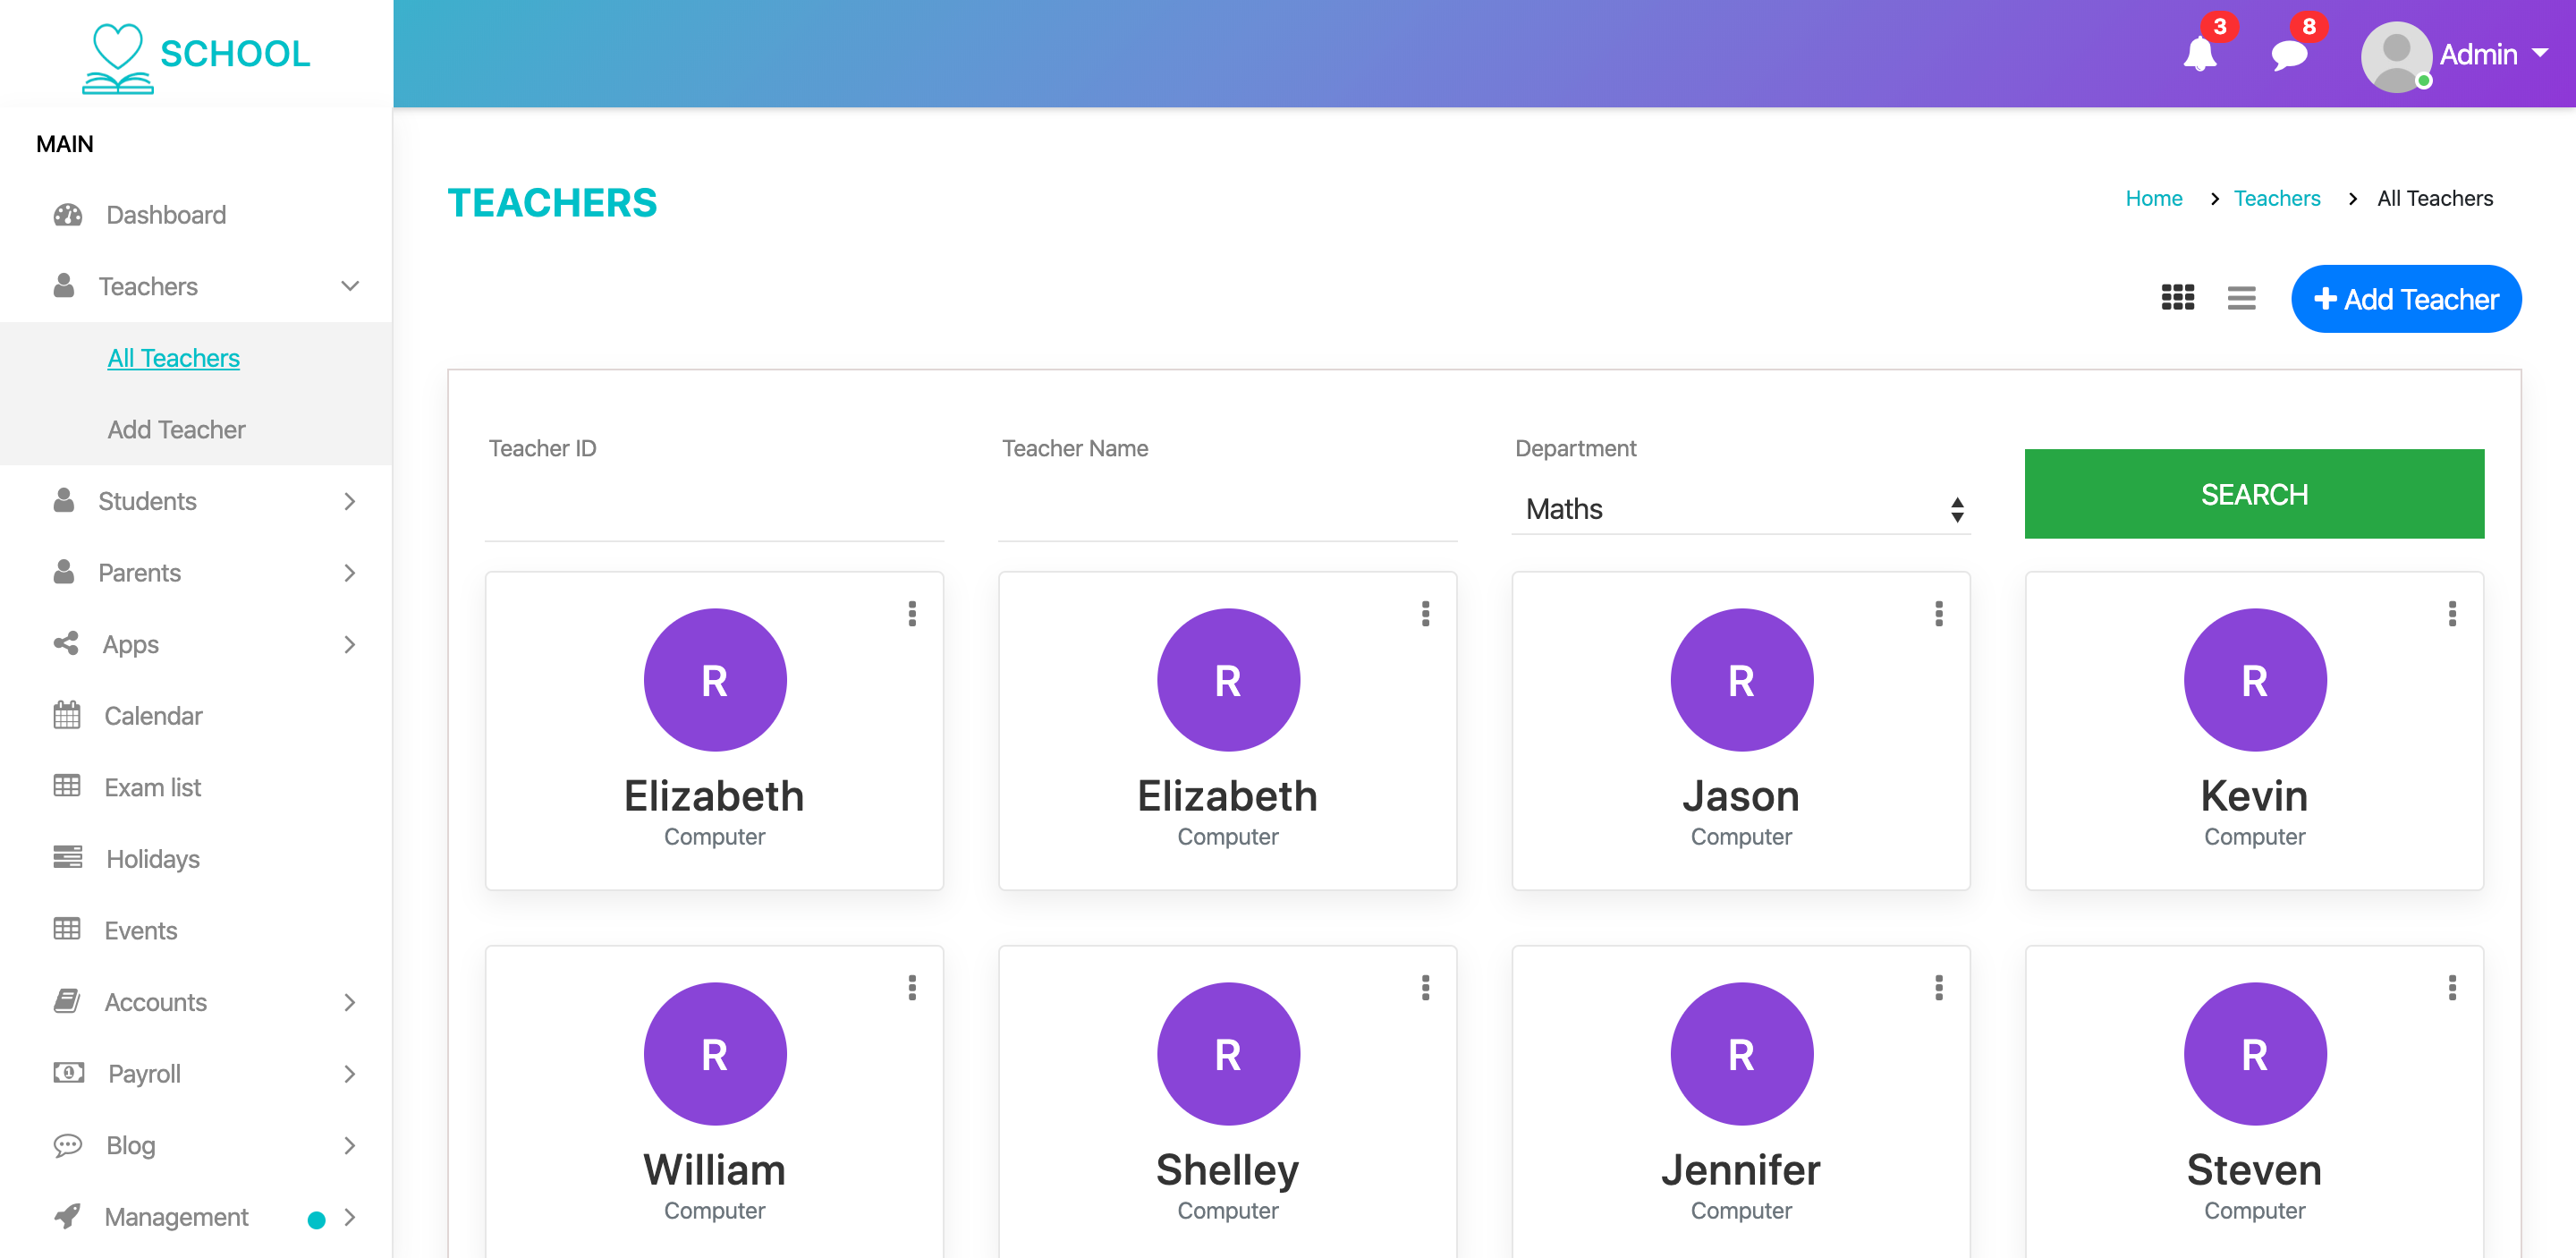 SCHOOL
3
8
Admin
MAIN
Dashboard
Teachers
All Teachers
Add Teacher
Students
Parents
Apps
Calendar
Exam list
Holidays
Events
Accounts
Payroll
Blog
Management
TEACHERS
Home > Teachers > All Teachers
Add Teacher
Teacher ID
Teacher Name
Department
Maths
SEARCH
R
Elizabeth
Computer
R
Elizabeth
Computer
R
Jason
Computer
R
Kevin
Computer
R
William
Computer
R
Shelley
Computer
R
Jennifer
Computer
R
Steven
Computer